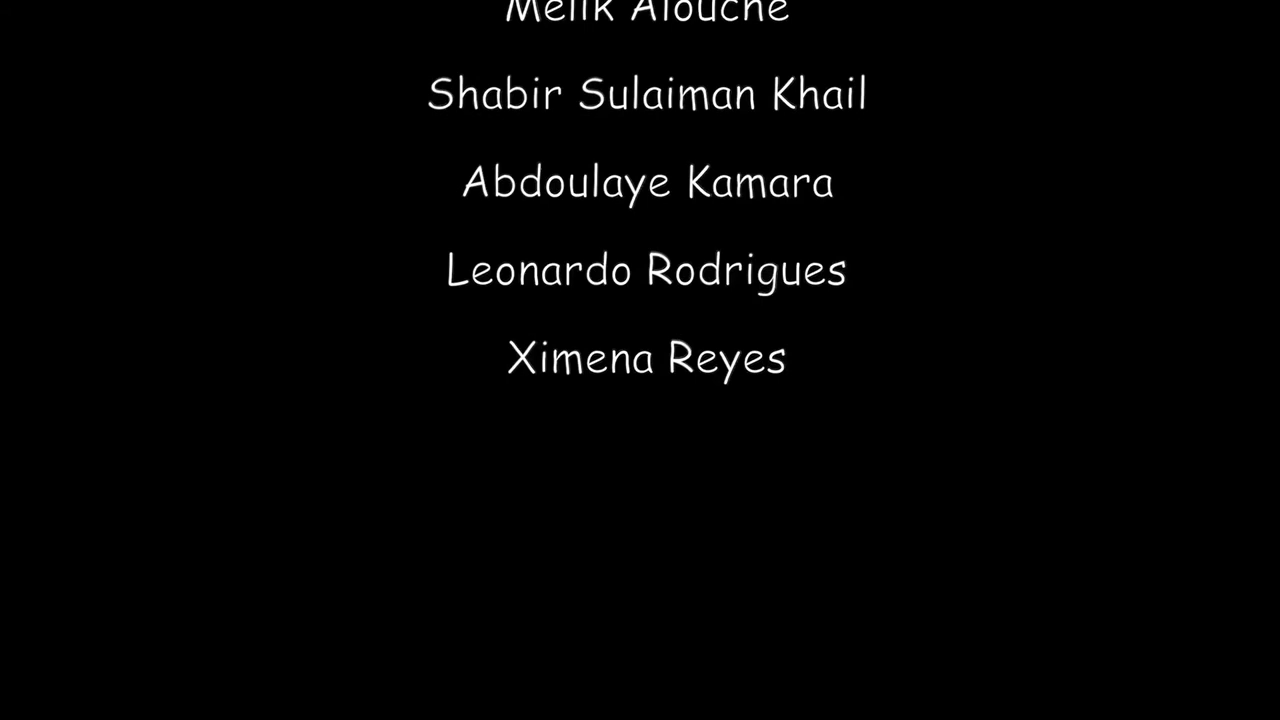 Melik Alouche
Shabir Sulaiman Khail
Abdoulaye Kamara
Leonardo Rodrigues
Ximena Reyes